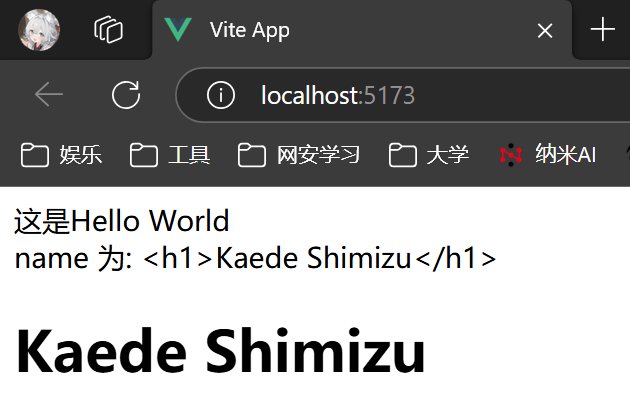 Vite App
localhost:5173
娱乐 工具 网安学习 大学 纳米AI
这是Hello World
name 为: <h1>Kaede Shimizu</h1>
Kaede Shimizu